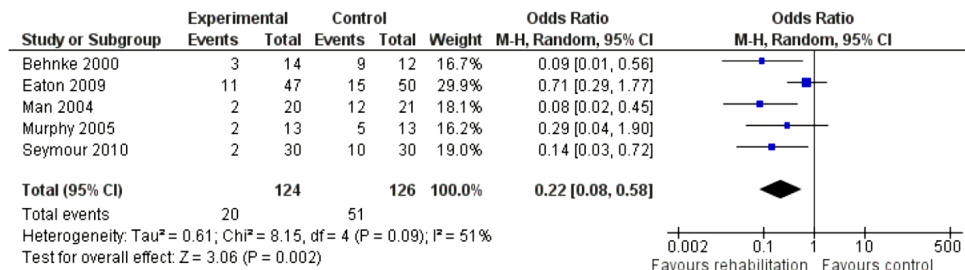 Experimental Control Odds Ratio Odds Ratio
Study or Subgroup Events Total Events Total Weight M-H, Random, 95% CI M-H, Random, 95% CI
Behnke 2000 3 14 9 12 16.7% 0.09 [0.01, 0.56]
Eaton 2009 11 47 15 50 29.9% 0.71 [0.29, 1.77]
Man 2004 2 20 12 21 18.1% 0.08 [0.02, 0.45]
Murphy 2005 2 13 5 13 16.2% 0.29 [0.04, 1.90]
Seymour 2010 2 30 10 30 19.0% 0.14 [0.03, 0.72]
Total (95% CI) 124 126 100.0% 0.22 [0.08, 0.58]
Total events 20 51
Heterogeneity: Tau² = 0.61; Chi² = 8.15, df = 4 (P = 0.09); I² = 51%
Test for overall effect: Z = 3.06 (P = 0.002)
0.002 0.1 1 10 500
Favours rehabilitation Favours control